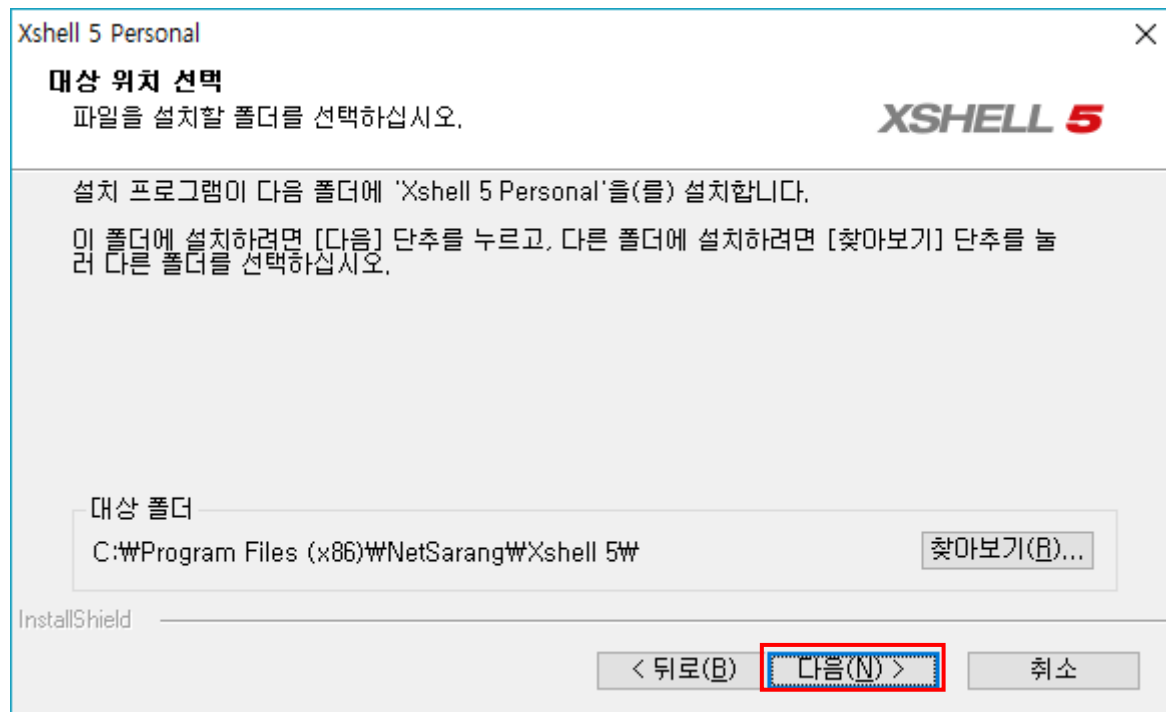 Xshell 5 Personal
대상 위치 선택
파일을 설치할 폴더를 선택하십시오.
XSHELL 5
설치 프로그램이 다음 폴더에 'Xshell 5 Personal'을(를) 설치합니다.
이 폴더에 설치하려면 [다음] 단추를 누르고, 다른 폴더에 설치하려면 [찾아보기] 단추를 눌
러 다른 폴더를 선택하십시오.
대상 폴더
C:₩Program Files (x86)₩NetSarang₩Xshell 5₩
찾아보기(R)...
InstallShield
< 뒤로(B) 다음(N) > 취소